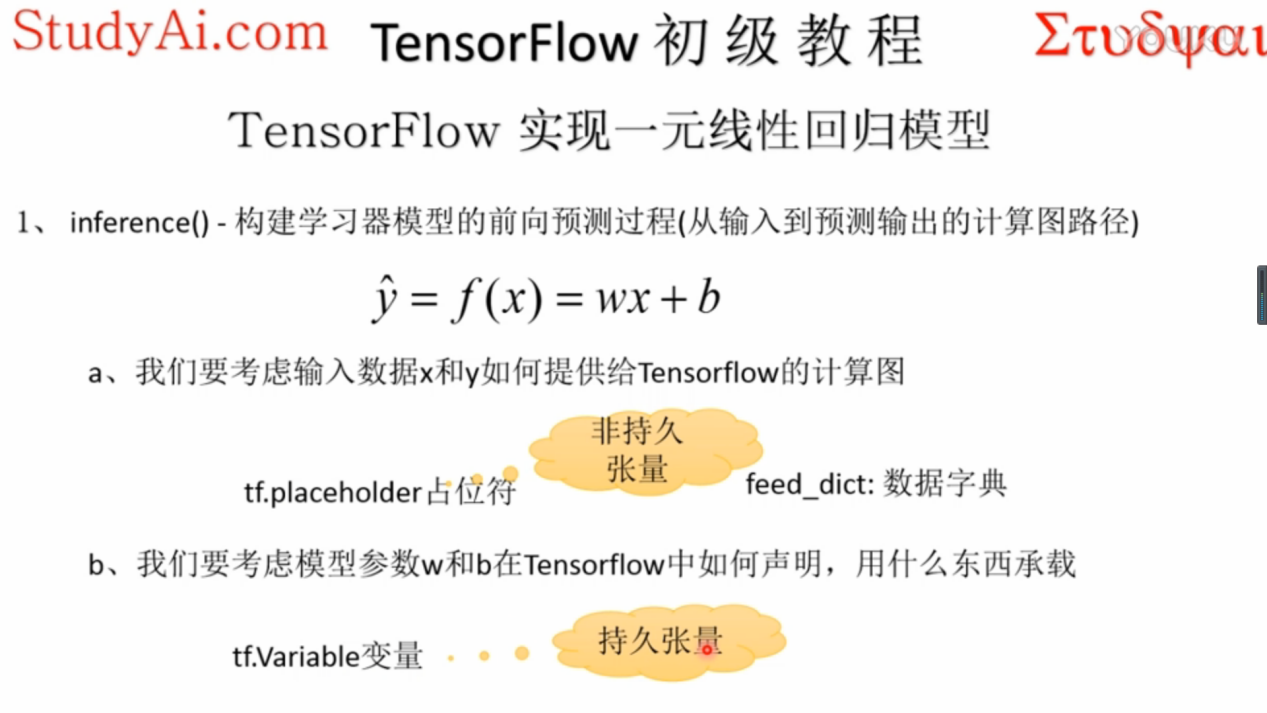 StudyAi.com TensorFlow 初级教程 Στυδψαι
YOUKU
TensorFlow 实现一元线性回归模型
1、 inference() - 构建学习器模型的前向预测过程(从输入到预测输出的计算图路径)
ŷ = f(x) = wx + b
a、我们要考虑输入数据x和y如何提供给Tensorflow的计算图
非持久
张量
tf.placeholder占位符 feed_dict: 数据字典
b、我们要考虑模型参数w和b在Tensorflow中如何声明，用什么东西承载
tf.Variable变量 持久张量